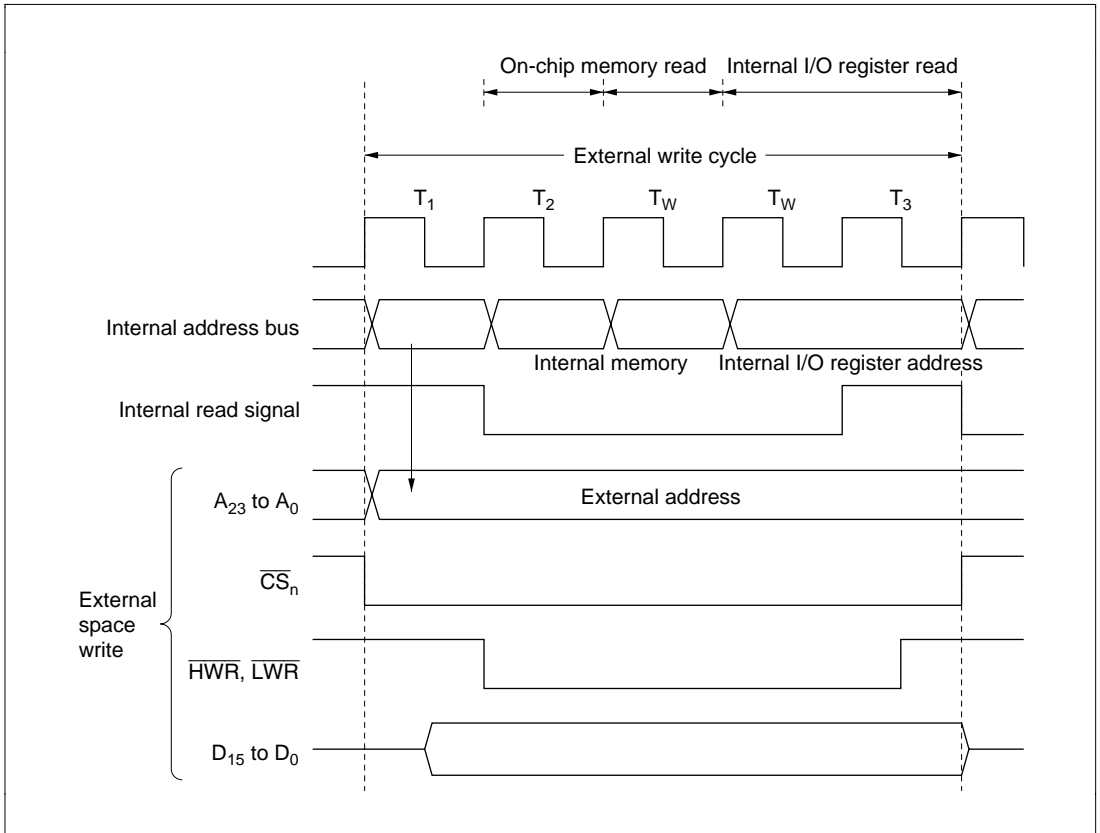 On-chip memory read Internal I/O register read
External write cycle
T1 T2 TW TW T3
Internal address bus
Internal memory Internal I/O register address
Internal read signal
A23 to A0 External address
CSn
External
space
write
HWR, LWR
D15 to D0